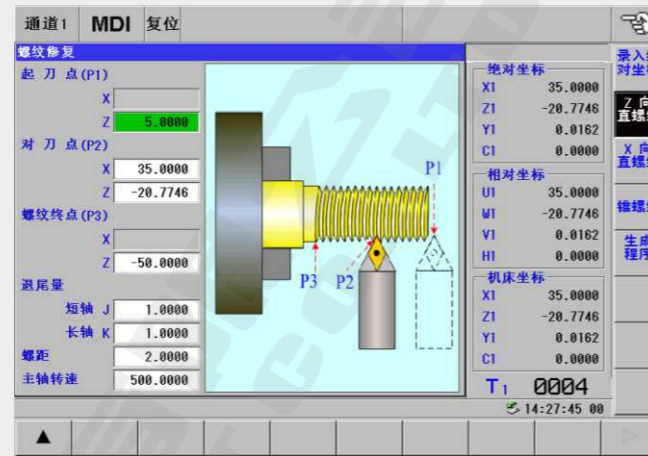 通道1 MDI 复位
螺纹修复
起 刀 点(P1)
X
Z 5.0000
对 刀 点(P2)
X 35.0000
Z -20.7746
螺纹终点(P3)
X
Z -50.0000
退尾量
短轴 J 1.0000
长轴 K 1.0000
螺距 2.0000
主轴转速 500.0000
P1
P3 P2
绝对坐标
X1 35.0000
Z1 -20.7746
Y1 0.0162
C1 0.0000
相对坐标
U1 35.0000
W1 -20.7746
V1 0.0162
H1 0.0000
机床坐标
X1 35.0000
Z1 -20.7746
Y1 0.0162
C1 0.0000
T1 0004
14:27:45 00
录入
对坐
Z 向
直螺
X 向
直螺
锥螺
生成
程序